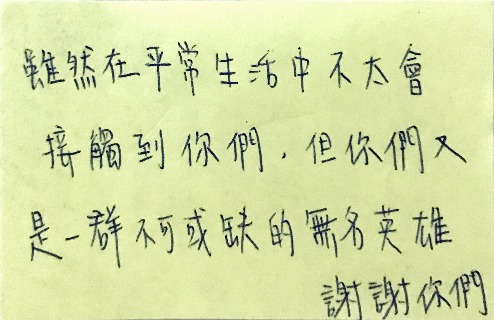 雖然在平常生活中不太會
接觸到你們，但你們又
是一群不可或缺的無名英雄
謝謝你們